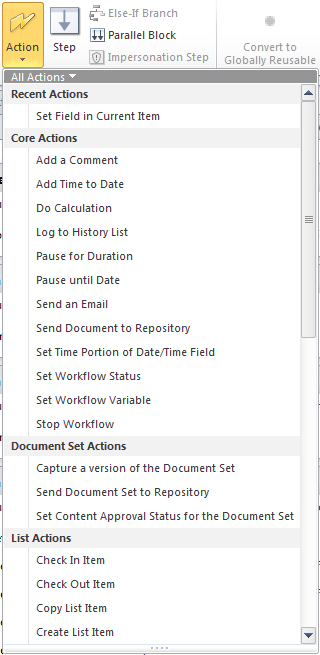 Action
Step
Else-If Branch
Parallel Block
Impersonation Step
Convert to
Globally Reusable
All Actions
Recent Actions
Set Field in Current Item
Core Actions
Add a Comment
Add Time to Date
Do Calculation
Log to History List
Pause for Duration
Pause until Date
Send an Email
Send Document to Repository
Set Time Portion of Date/Time Field
Set Workflow Status
Set Workflow Variable
Stop Workflow
Document Set Actions
Capture a version of the Document Set
Send Document Set to Repository
Set Content Approval Status for the Document Set
List Actions
Check In Item
Check Out Item
Copy List Item
Create List Item